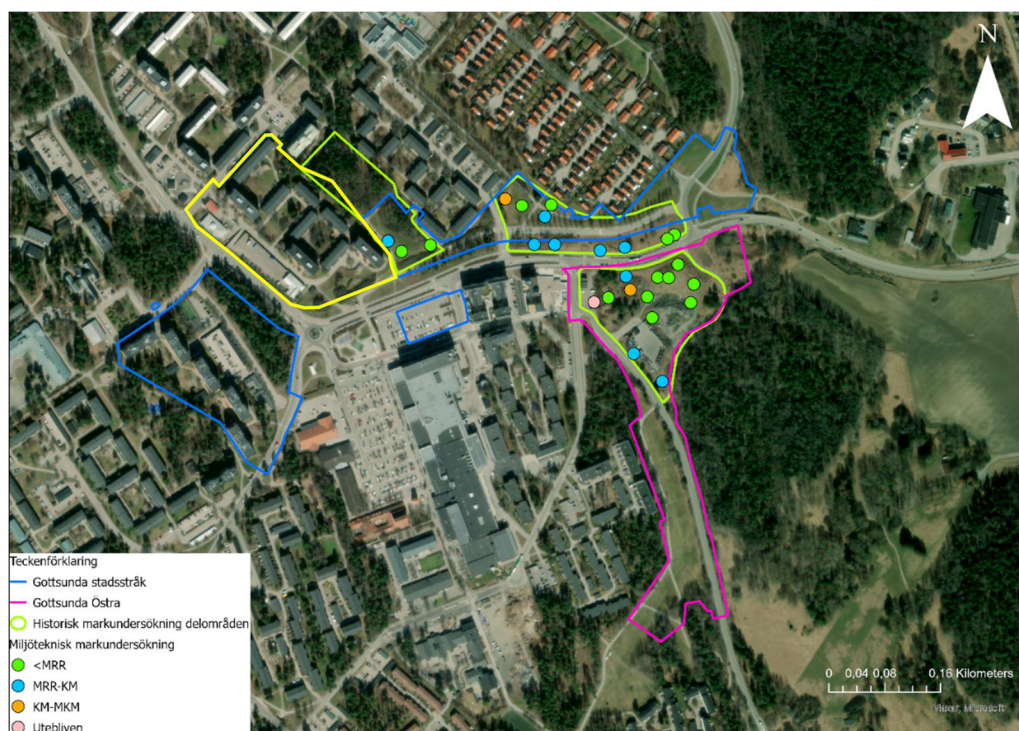 N
Teckenförklaring
Gottsunda stadsstråk
Gottsunda Östra
Historisk markundersökning delområden
Miljöteknisk markundersökning
<MRR
MRR-KM
KM-MKM
Utebliven
0 0,04 0,08 0,16 Kilometers